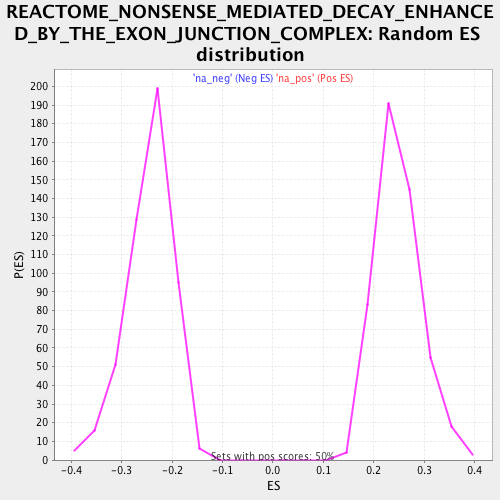 REACTOME_NONSENSE_MEDIATED_DECAY_ENHANCE
D_BY_THE_EXON_JUNCTION_COMPLEX: Random ES
distribution
'na_neg' (Neg ES) 'na_pos' (Pos ES)
P(ES)
200
190
180
170
160
150
140
130
120
110
100
90
80
70
60
50
40
30
20
10
0
Sets with pos scores: 50%
-0.4 -0.3 -0.2 -0.1 0.0 0.1 0.2 0.3 0.4
ES